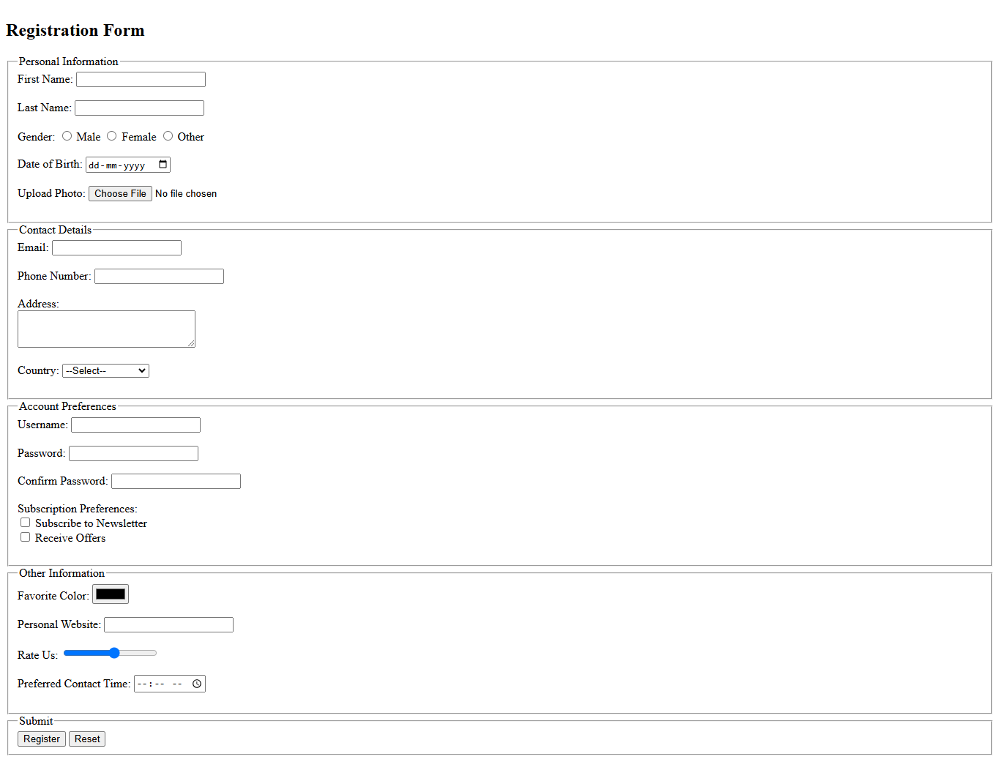 Registration Form
Personal Information
First Name:
Last Name:
Gender: Male Female Other
Date of Birth: dd-mm-yyyy
Upload Photo: Choose File No file chosen
Contact Details
Email:
Phone Number:
Address:
Country: --Select--
Account Preferences
Username:
Password:
Confirm Password:
Subscription Preferences:
Subscribe to Newsletter
Receive Offers
Other Information
Favorite Color:
Personal Website:
Rate Us:
Preferred Contact Time: --:-- --
Submit
Register Reset